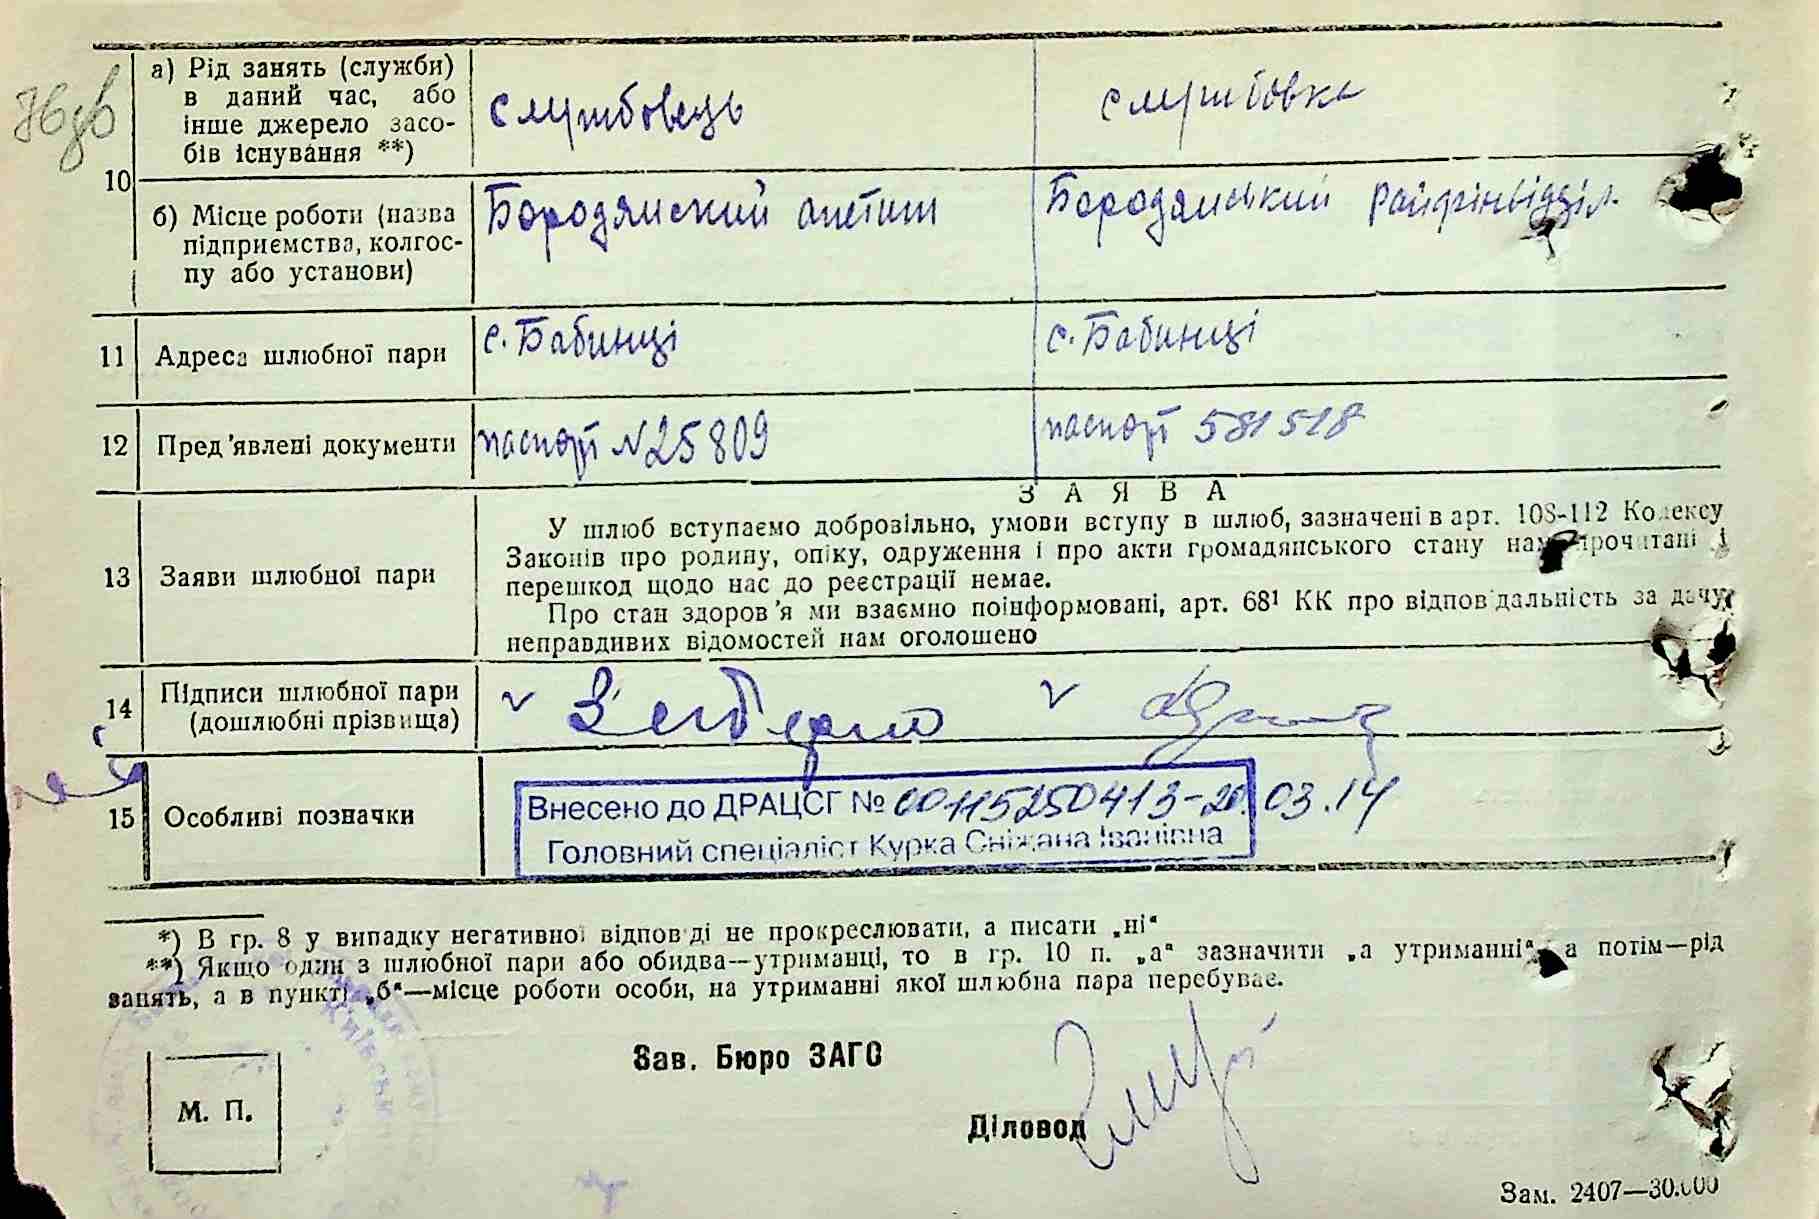 а) Рід занять (служби)
в даний час, або
інше джерело засо-
бів існування **)
службовець
службовка
10
б) Місце роботи (назва
підприємства, колгос-
пу або установи)
Бородямский
Бородямський Райфінвідділ.
11
Адреса шлюбної пари
с. Бабинці
с. Бабинці
12
Пред'явлені документи
паспорт №25809
паспорт 581518
13
Заяви шлюбної пари
ЗАЯВА
У шлюб вступаємо добровільно, умови вступу в шлюб, зазначені в арт. 108-112 Кодексу
Законів про родину, опіку, одруження і про акти громадянського стану нам прочитані і
перешкод щодо нас до реєстрації немає.
Про стан здоров'я ми взаємно поінформовані, арт. 68¹ КК про відповідальність за дачу
неправдивих відомостей нам оголошено
14
Підписи шлюбної пари
(дошлюбні прізвища)
15
Особливі позначки
Внесено до ДРАЦСГ № 00115250413-20.03.14
Головний спеціаліст Курка Сніжана Іванівна
*) В гр. 8 у випадку негативної відповіді не прокреслювати, а писати „ні"
**) Якщо один з шлюбної пари або обидва—утриманці, то в гр. 10 п. „а" зазначити „а утриманні", а потім—рід
занять, а в пункті „б"—місце роботи особи, на утриманні якої шлюбна пара перебуває.
Зав. Бюро ЗАГС
М. П.
Діловод
Зам. 2407—30.000